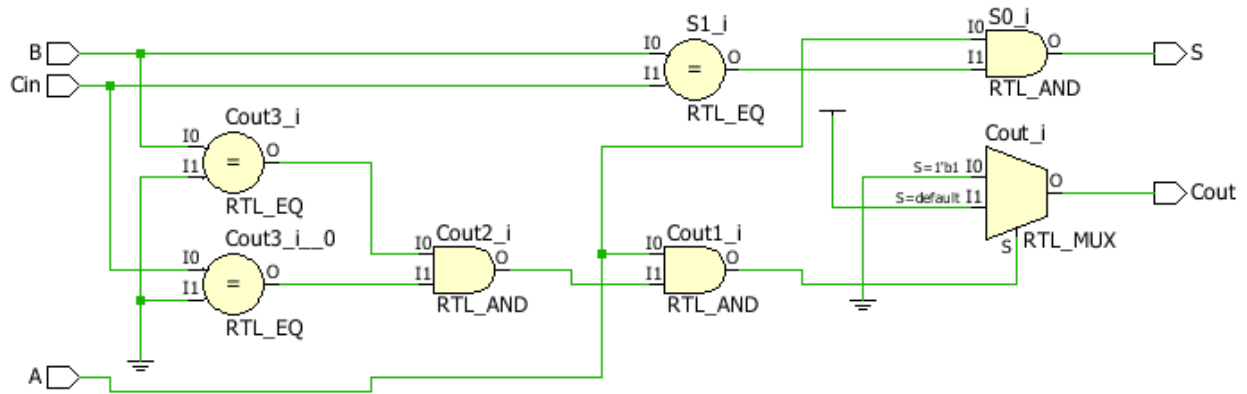 S1_i
S0_i
B
I0
O
I0
O
S
Cin
I1
=
I1
RTL_EQ
RTL_AND
Cout3_i
I0
O
I1
=
RTL_EQ
Cout_i
S=1'b1 I0
O
Cout
S=default I1
S
RTL_MUX
Cout3_i__0
I0
O
I1
=
RTL_EQ
Cout2_i
I0
O
I1
RTL_AND
Cout1_i
I0
O
I1
RTL_AND
A